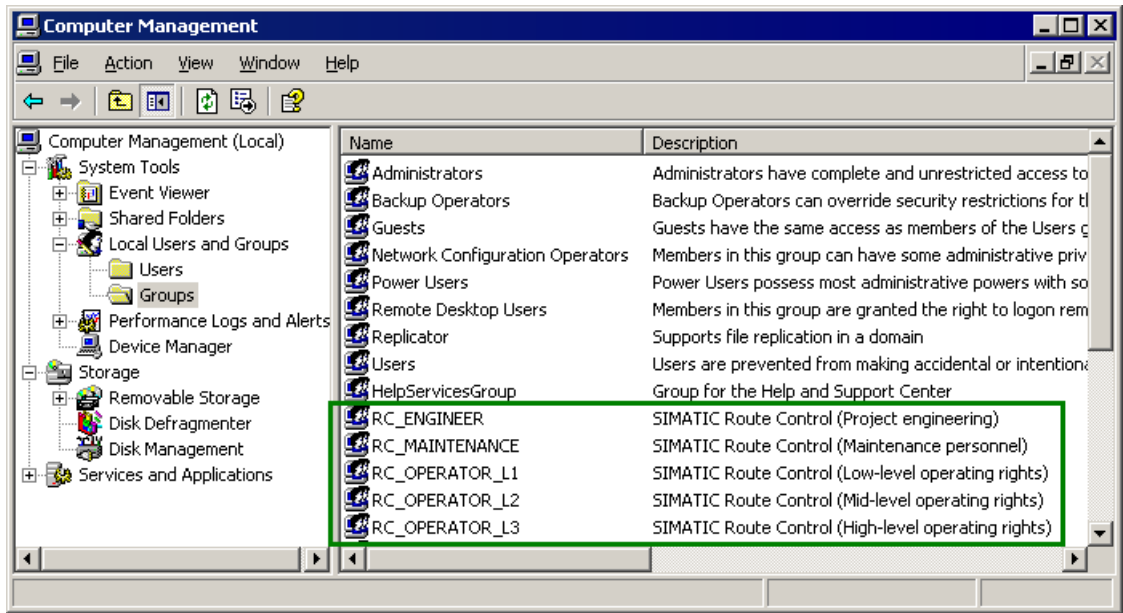 Computer Management
File Action View Window Help
Computer Management (Local)
System Tools
Event Viewer
Shared Folders
Local Users and Groups
Users
Groups
Performance Logs and Alerts
Device Manager
Storage
Removable Storage
Disk Defragmenter
Disk Management
Services and Applications
Name Description
Administrators Administrators have complete and unrestricted access to
Backup Operators Backup Operators can override security restrictions for
Guests Guests have the same access as members of the Users
Network Configuration Operators Members in this group can have some administrative priv
Power Users Power Users possess most administrative powers with so
Remote Desktop Users Members in this group are granted the right to logon rem
Replicator Supports file replication in a domain
Users Users are prevented from making accidental or intentiona
HelpServicesGroup Group for the Help and Support Center
RC_ENGINEER SIMATIC Route Control (Project engineering)
RC_MAINTENANCE SIMATIC Route Control (Maintenance personnel)
RC_OPERATOR_L1 SIMATIC Route Control (Low-level operating rights)
RC_OPERATOR_L2 SIMATIC Route Control (Mid-level operating rights)
RC_OPERATOR_L3 SIMATIC Route Control (High-level operating rights)